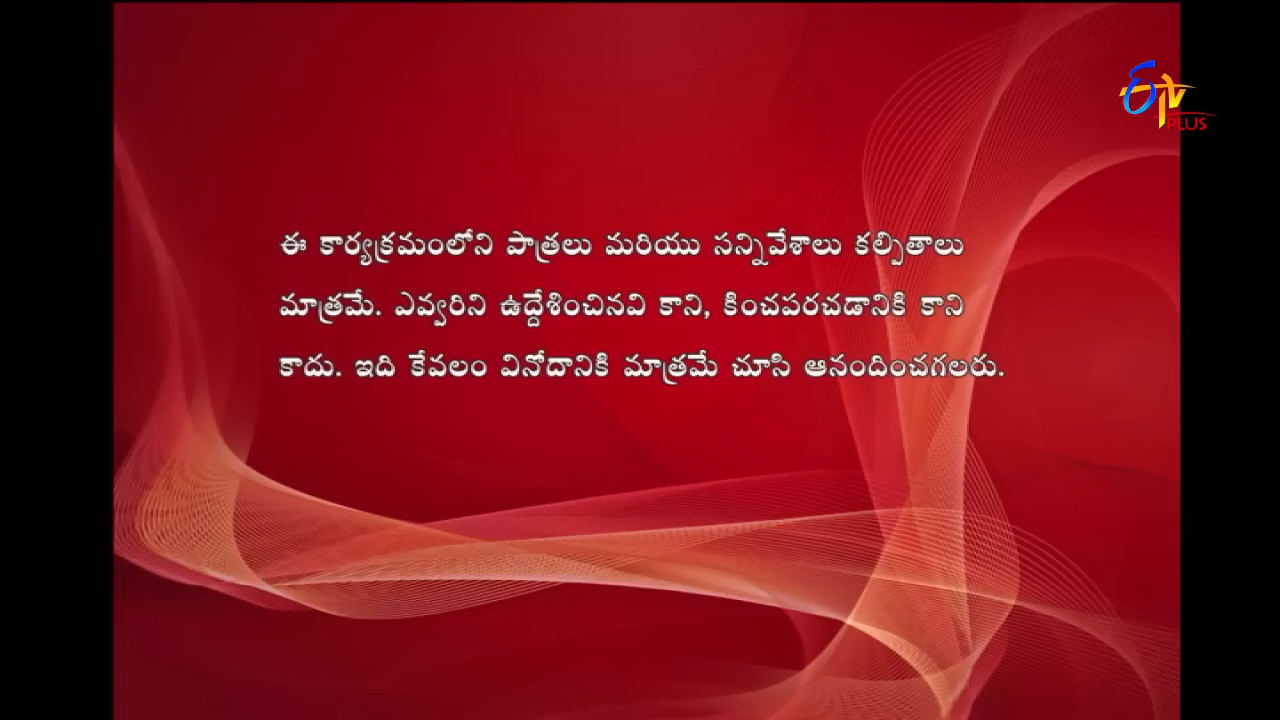 ETV
PLUS
ఈ కార్యక్రమంలోని పాత్రలు మరియు సన్నివేశాలు కల్పితాలు
మాత్రమే. ఎవ్వరిని ఉద్దేశించినవి కాని, కించపరచడానికి కాని
కాదు. ఇది కేవలం వినోదానికి మాత్రమే చూసి ఆనందించగలరు.